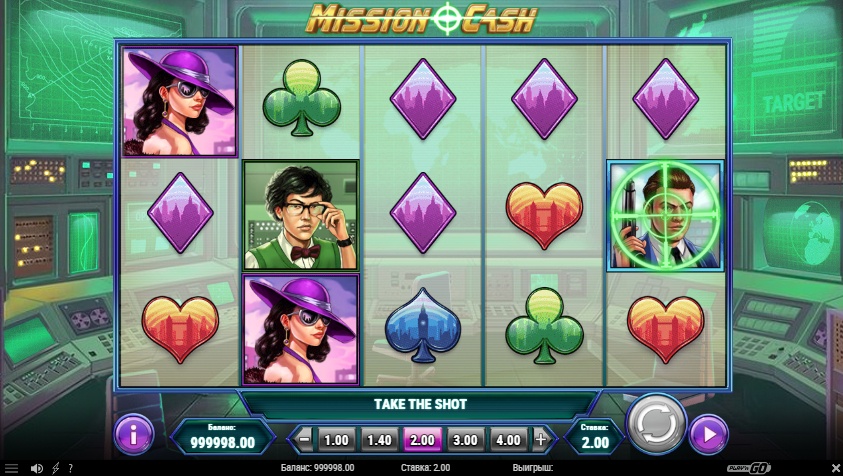 MISSION CASH
TARGET
TAKE THE SHOT
Баланс:
999998.00
− 1.00 1.40 2.00 3.00 4.00 +
Ставка:
2.00
? Баланс: 999998.00 Ставка: 2.00 Выигрыш: PLAY'N GO